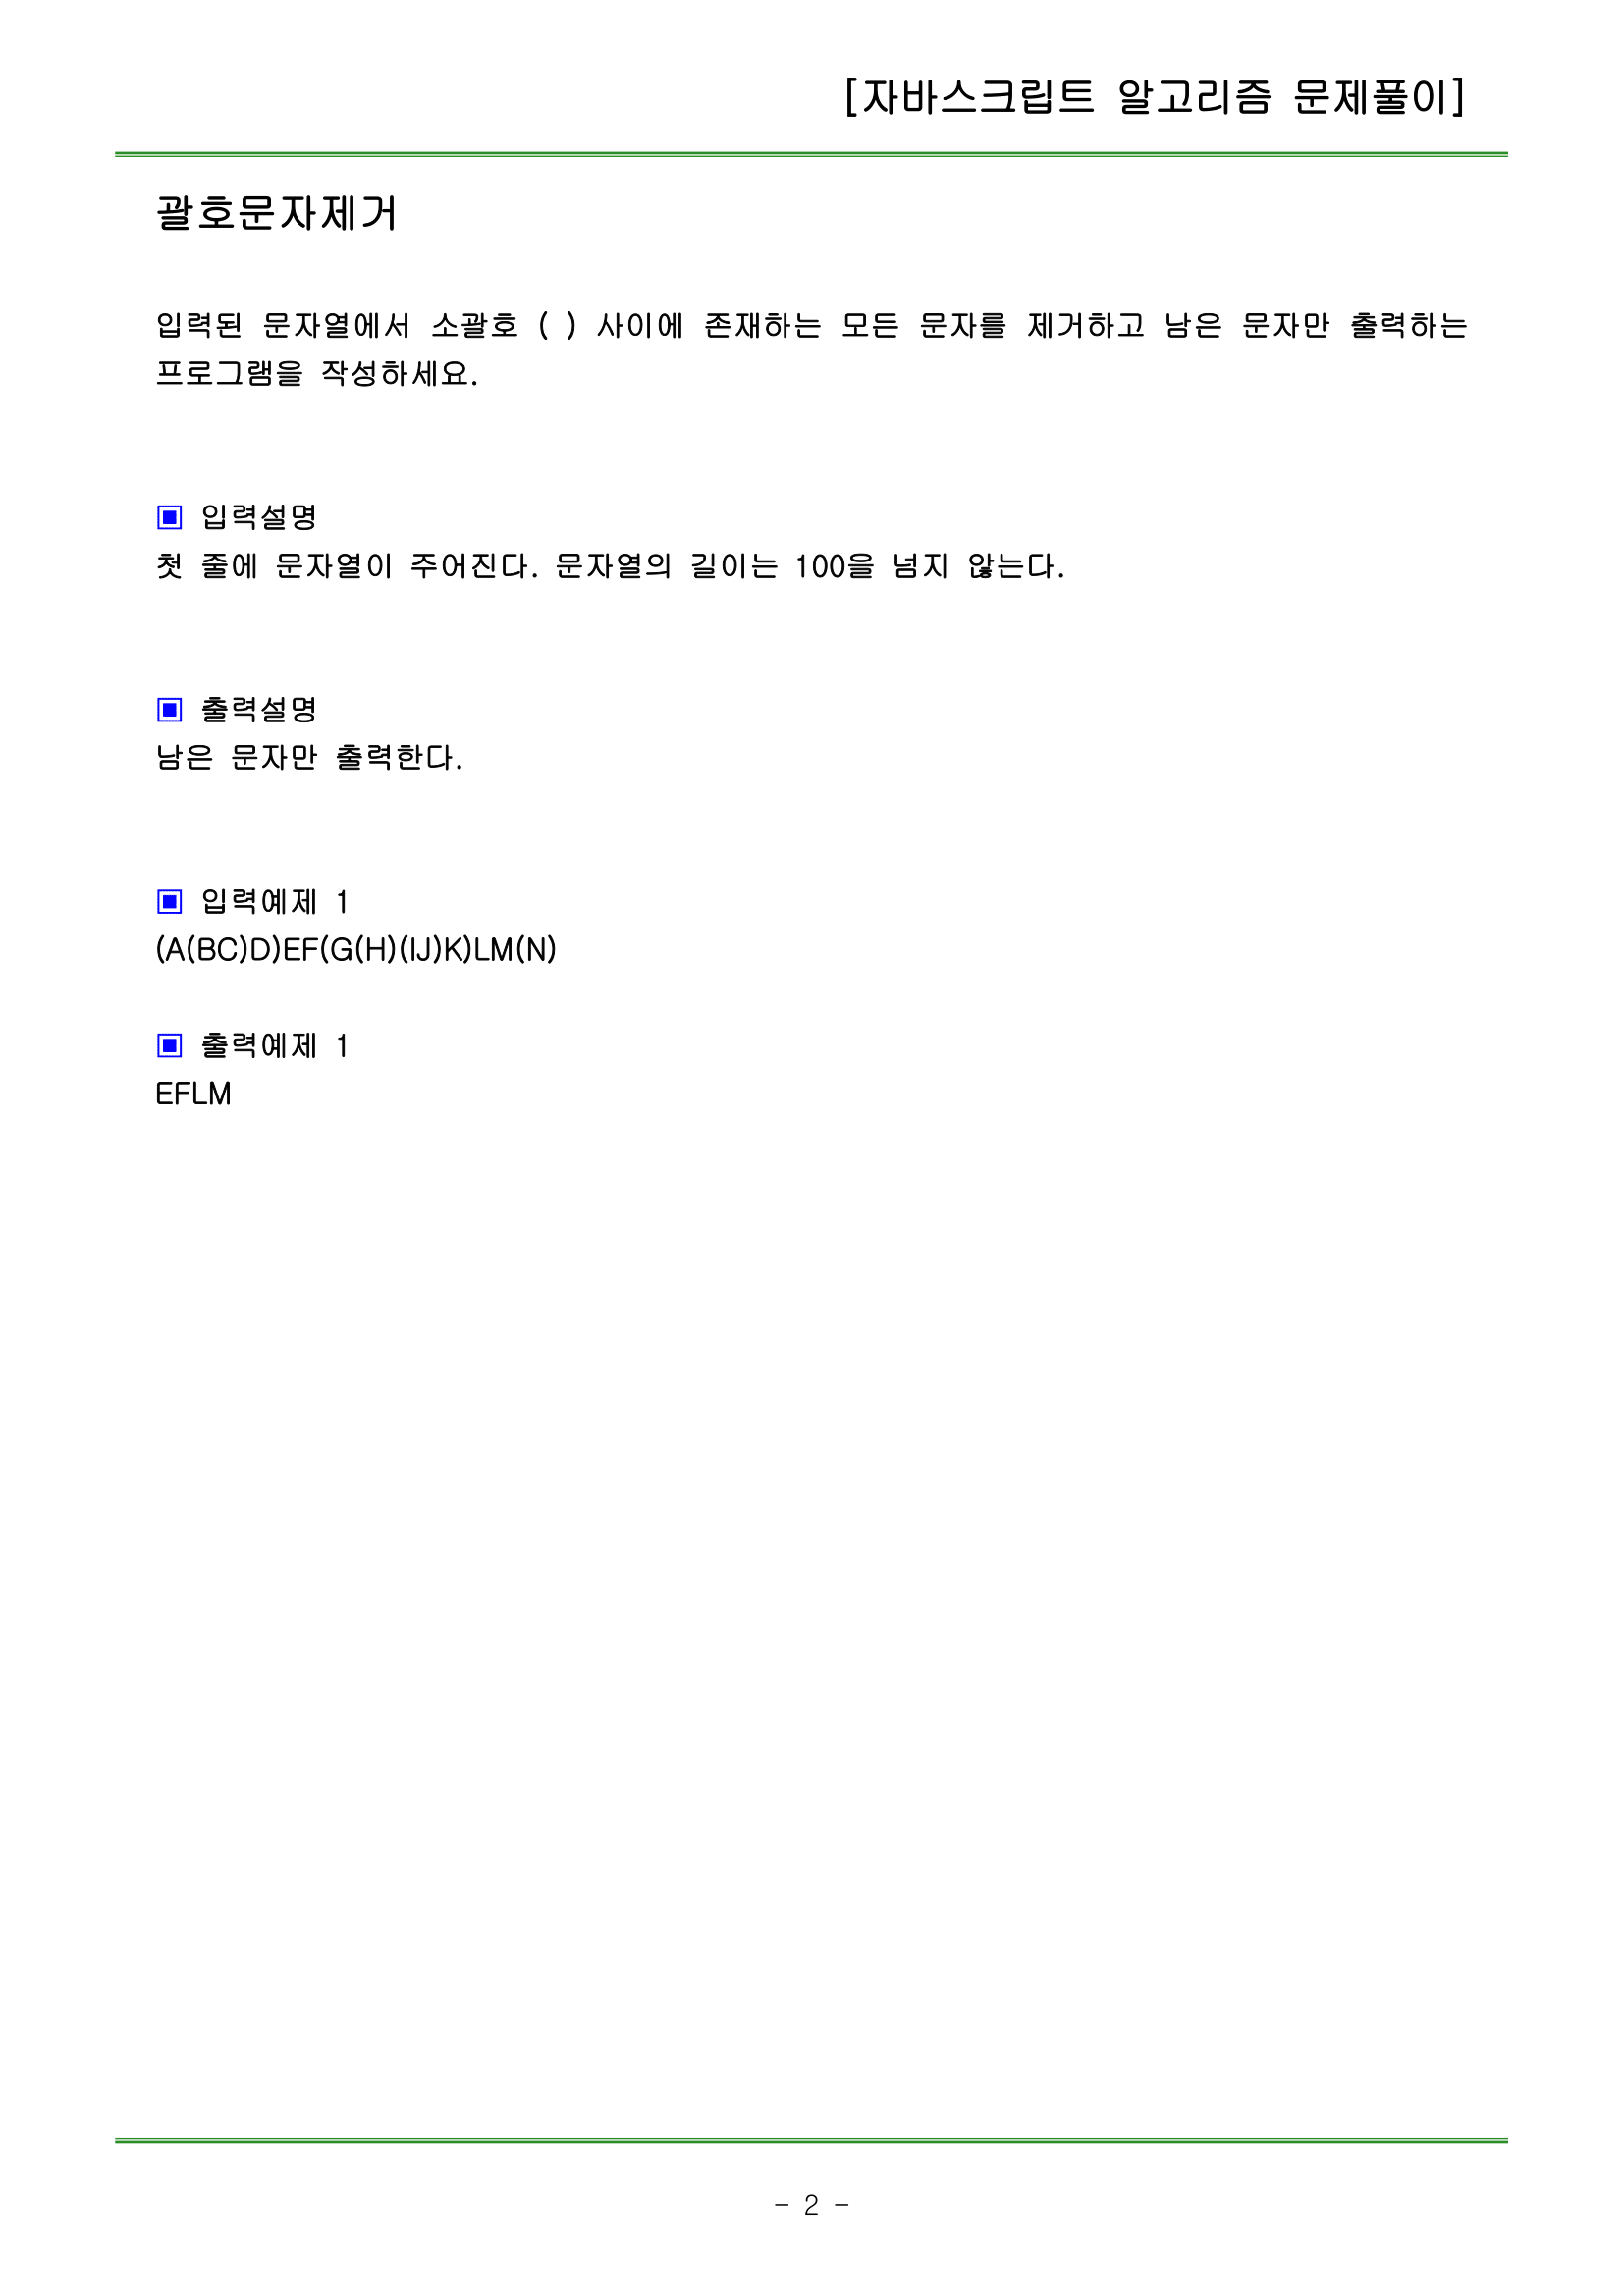 [자바스크립트 알고리즘 문제풀이]
괄호문자제거
입력된 문자열에서 소괄호 ( ) 사이에 존재하는 모든 문자를 제거하고 남은 문자만 출력하는
프로그램을 작성하세요.
▣ 입력설명
첫 줄에 문자열이 주어진다. 문자열의 길이는 100을 넘지 않는다.
▣ 출력설명
남은 문자만 출력한다.
▣ 입력예제 1
(A(BC)D)EF(G(H)(IJ)K)LM(N)
▣ 출력예제 1
EFLM
- 2 -